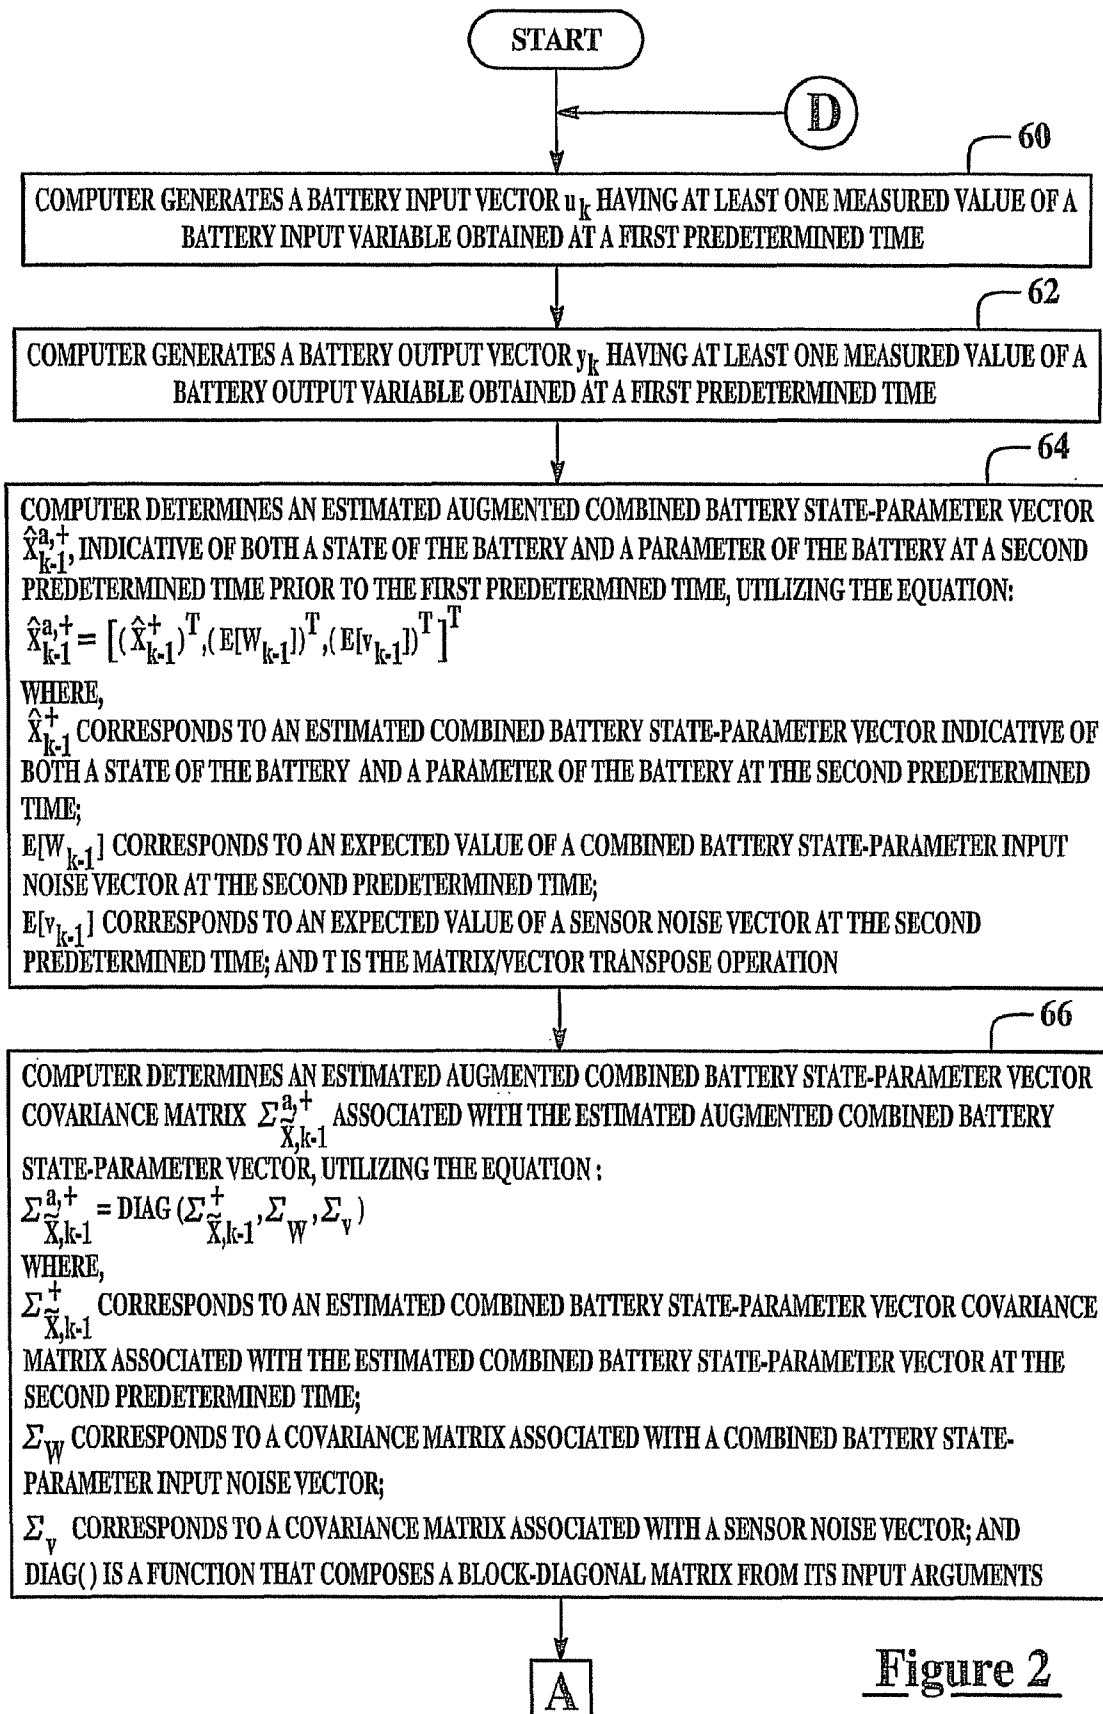 START
D
60
COMPUTER GENERATES A BATTERY INPUT VECTOR u_k HAVING AT LEAST ONE MEASURED VALUE OF A
BATTERY INPUT VARIABLE OBTAINED AT A FIRST PREDETERMINED TIME
62
COMPUTER GENERATES A BATTERY OUTPUT VECTOR y_k HAVING AT LEAST ONE MEASURED VALUE OF A
BATTERY OUTPUT VARIABLE OBTAINED AT A FIRST PREDETERMINED TIME
64
COMPUTER DETERMINES AN ESTIMATED AUGMENTED COMBINED BATTERY STATE-PARAMETER VECTOR
X̂_{k-1}^{a,+}, INDICATIVE OF BOTH A STATE OF THE BATTERY AND A PARAMETER OF THE BATTERY AT A SECOND
PREDETERMINED TIME PRIOR TO THE FIRST PREDETERMINED TIME, UTILIZING THE EQUATION:
X̂_{k-1}^{a,+} = [(X̂_{k-1}^{+})^T,(E[W_{k-1}])^T,(E[v_{k-1}])^T]^T
WHERE,
X̂_{k-1}^{+} CORRESPONDS TO AN ESTIMATED COMBINED BATTERY STATE-PARAMETER VECTOR INDICATIVE OF
BOTH A STATE OF THE BATTERY AND A PARAMETER OF THE BATTERY AT THE SECOND PREDETERMINED
TIME;
E[W_{k-1}] CORRESPONDS TO AN EXPECTED VALUE OF A COMBINED BATTERY STATE-PARAMETER INPUT
NOISE VECTOR AT THE SECOND PREDETERMINED TIME;
E[v_{k-1}] CORRESPONDS TO AN EXPECTED VALUE OF A SENSOR NOISE VECTOR AT THE SECOND
PREDETERMINED TIME; AND T IS THE MATRIX/VECTOR TRANSPOSE OPERATION
66
COMPUTER DETERMINES AN ESTIMATED AUGMENTED COMBINED BATTERY STATE-PARAMETER VECTOR
COVARIANCE MATRIX Σ_{X̃,k-1}^{a,+} ASSOCIATED WITH THE ESTIMATED AUGMENTED COMBINED BATTERY
STATE-PARAMETER VECTOR, UTILIZING THE EQUATION :
Σ_{X̃,k-1}^{a,+} = DIAG (Σ_{X̃,k-1}^{+}, Σ_W, Σ_v)
WHERE,
Σ_{X̃,k-1}^{+} CORRESPONDS TO AN ESTIMATED COMBINED BATTERY STATE-PARAMETER VECTOR COVARIANCE
MATRIX ASSOCIATED WITH THE ESTIMATED COMBINED BATTERY STATE-PARAMETER VECTOR AT THE
SECOND PREDETERMINED TIME;
Σ_W CORRESPONDS TO A COVARIANCE MATRIX ASSOCIATED WITH A COMBINED BATTERY STATE-
PARAMETER INPUT NOISE VECTOR;
Σ_v CORRESPONDS TO A COVARIANCE MATRIX ASSOCIATED WITH A SENSOR NOISE VECTOR; AND
DIAG( ) IS A FUNCTION THAT COMPOSES A BLOCK-DIAGONAL MATRIX FROM ITS INPUT ARGUMENTS
A
Figure 2